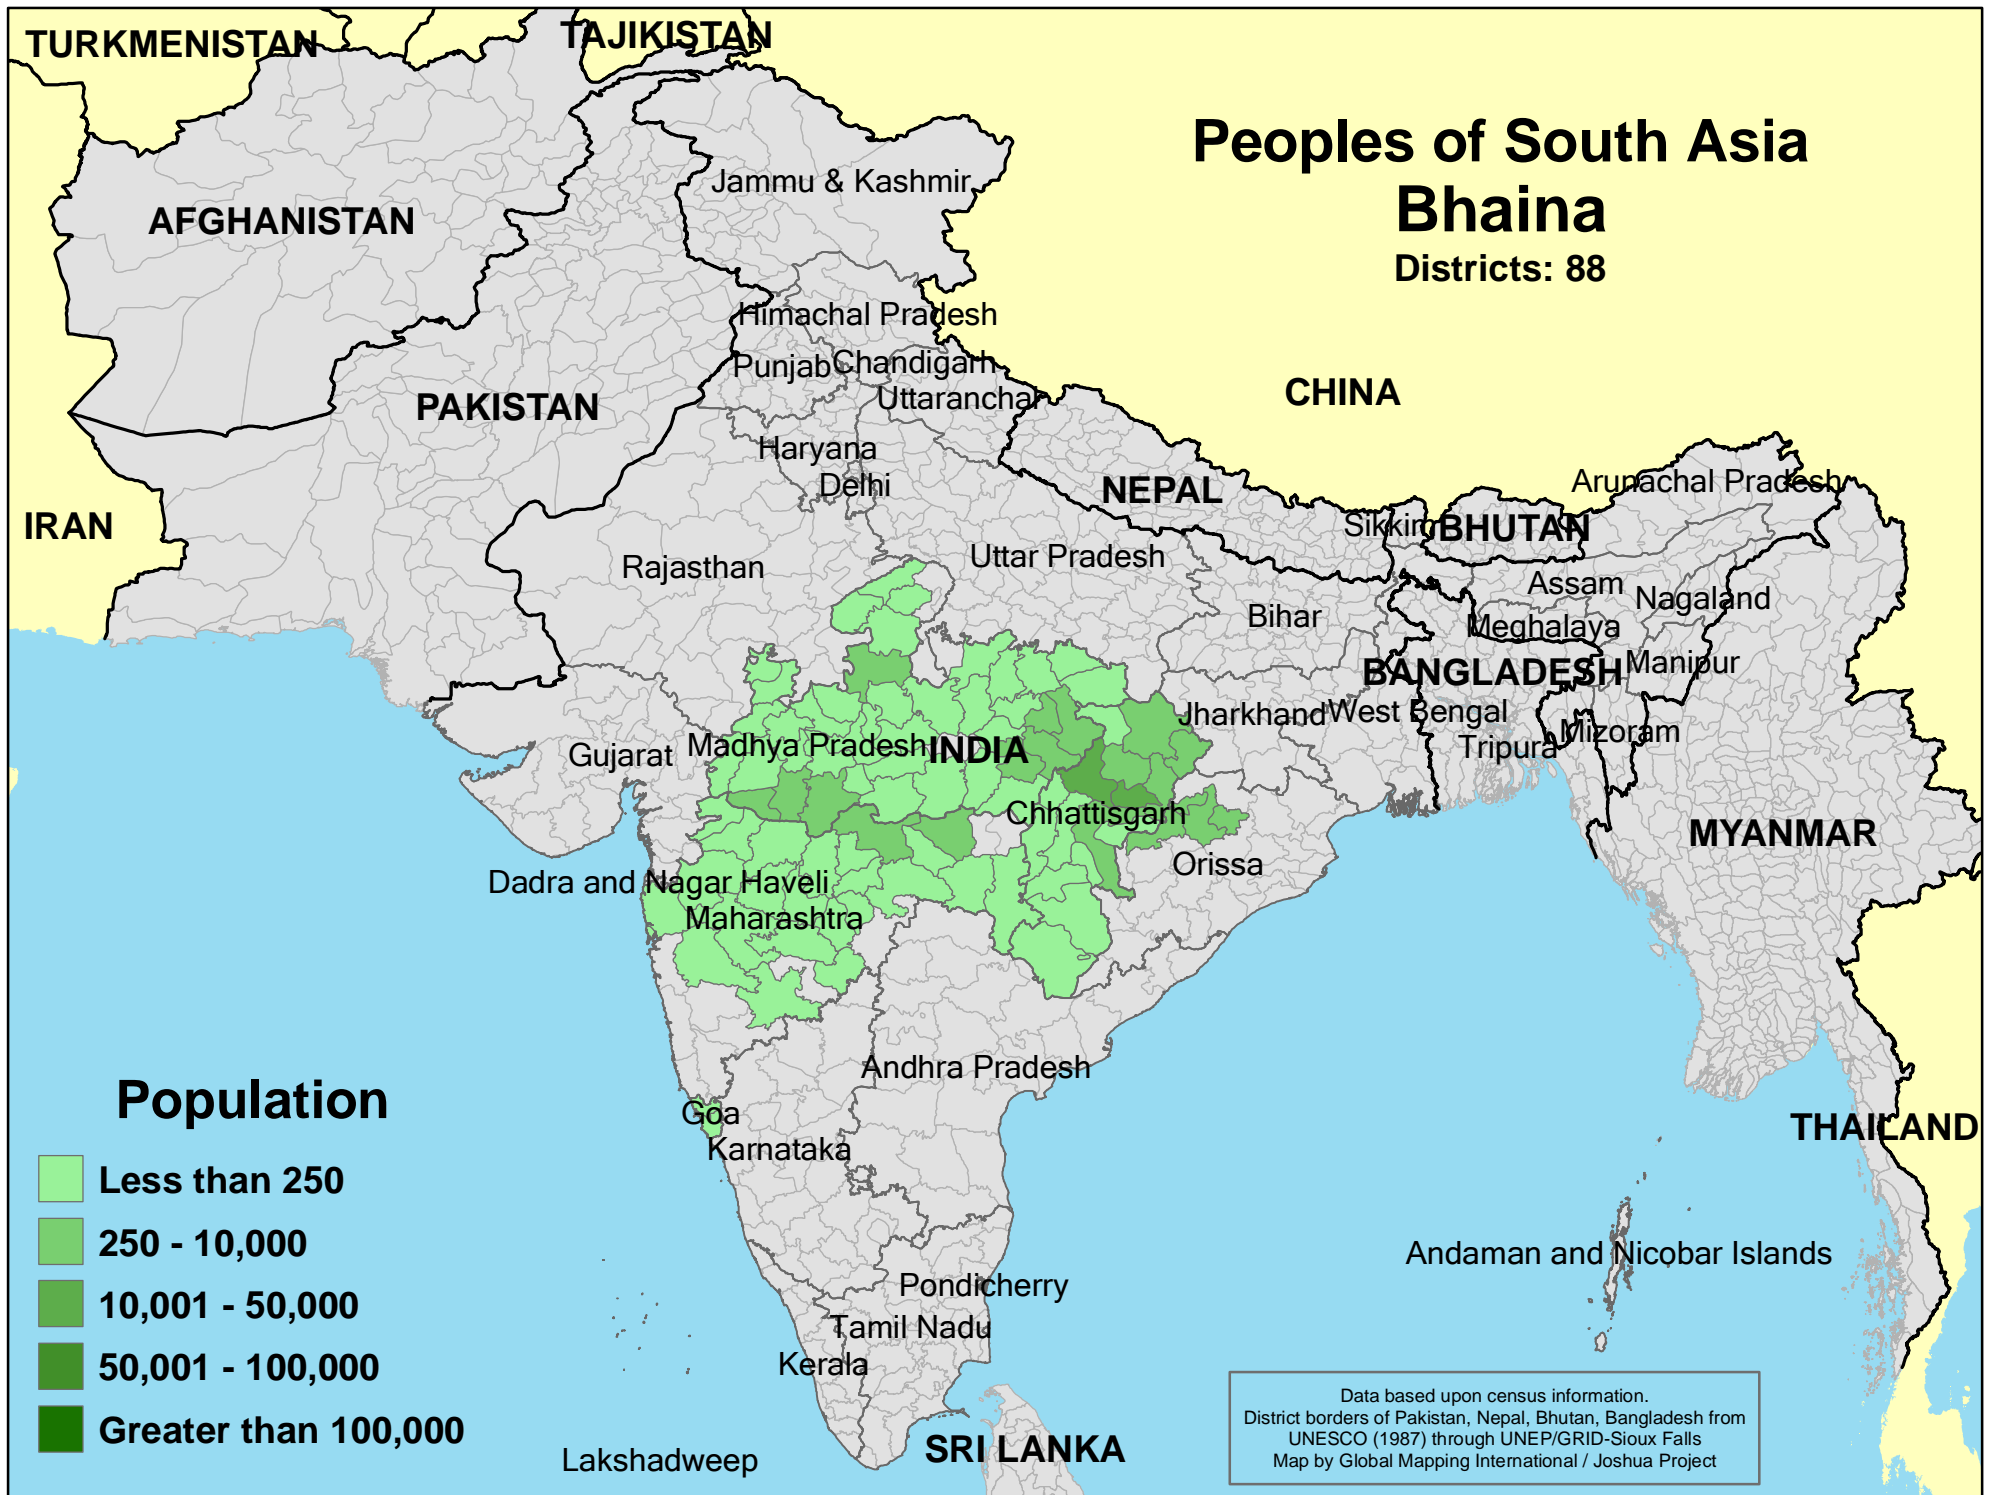 TURKMENISTAN
TAJIKISTAN
Peoples of South Asia
Bhaina
Districts: 88
Jammu & Kashmir
AFGHANISTAN
Himachal Pradesh
Punjab
Chandigarh
Uttaranchal
CHINA
PAKISTAN
Haryana
Delhi
NEPAL
Arunachal Pradesh
IRAN
Sikkim
BHUTAN
Rajasthan
Uttar Pradesh
Assam
Nagaland
Bihar
Meghalaya
BANGLADESH
Manipur
Jharkhand
West Bengal
Gujarat
Madhya Pradesh
INDIA
Tripura
Mizoram
Chhattisgarh
MYANMAR
Orissa
Dadra and Nagar Haveli
Maharashtra
Andhra Pradesh
Goa
Karnataka
THAILAND
Andaman and Nicobar Islands
Pondicherry
Tamil Nadu
Kerala
Lakshadweep
SRI LANKA
Population
Less than 250
250 - 10,000
10,001 - 50,000
50,001 - 100,000
Greater than 100,000
Data based upon census information.
District borders of Pakistan, Nepal, Bhutan, Bangladesh from
UNESCO (1987) through UNEP/GRID-Sioux Falls
Map by Global Mapping International / Joshua Project